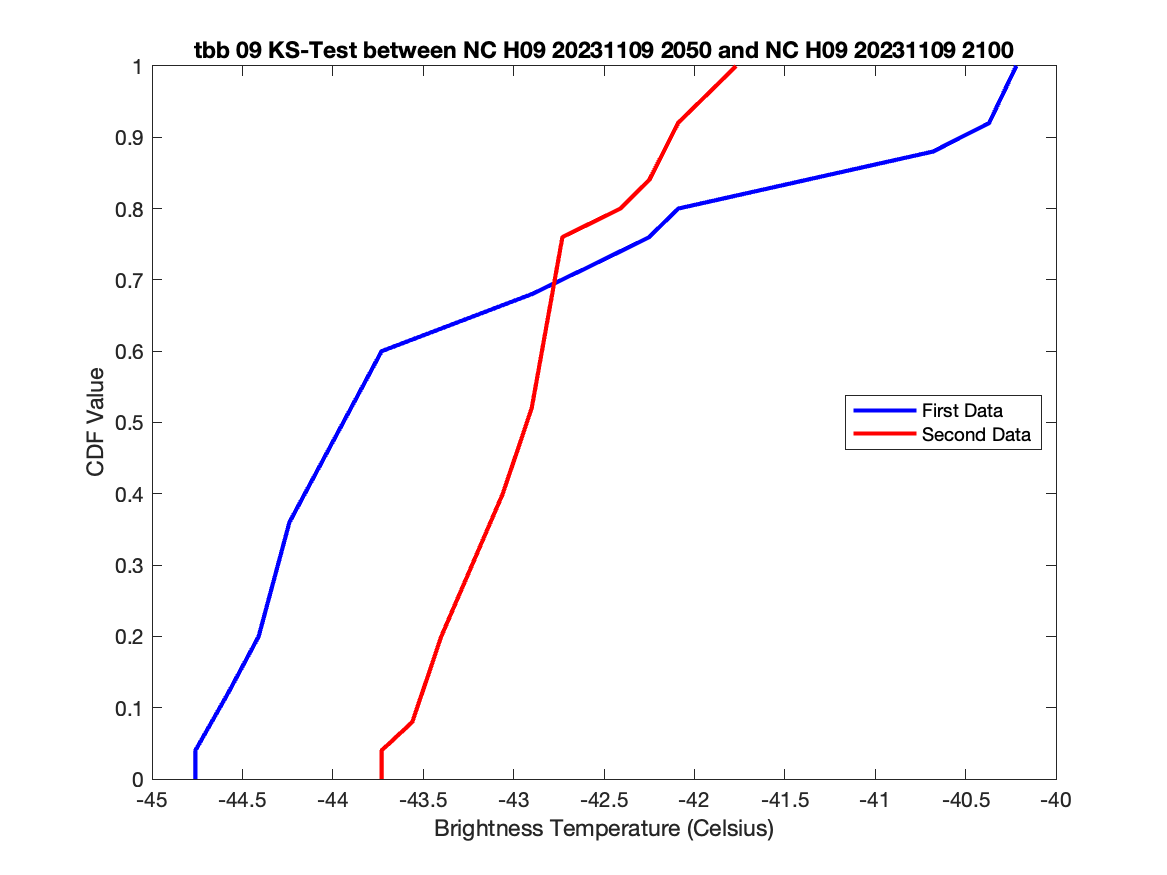 tbb 09 KS-Test between NC H09 20231109 2050 and NC H09 20231109 2100
1
0.9
0.8
0.7
0.6
0.5
0.4
0.3
0.2
0.1
0
CDF Value
First Data
Second Data
-45 -44.5 -44 -43.5 -43 -42.5 -42 -41.5 -41 -40.5 -40
Brightness Temperature (Celsius)